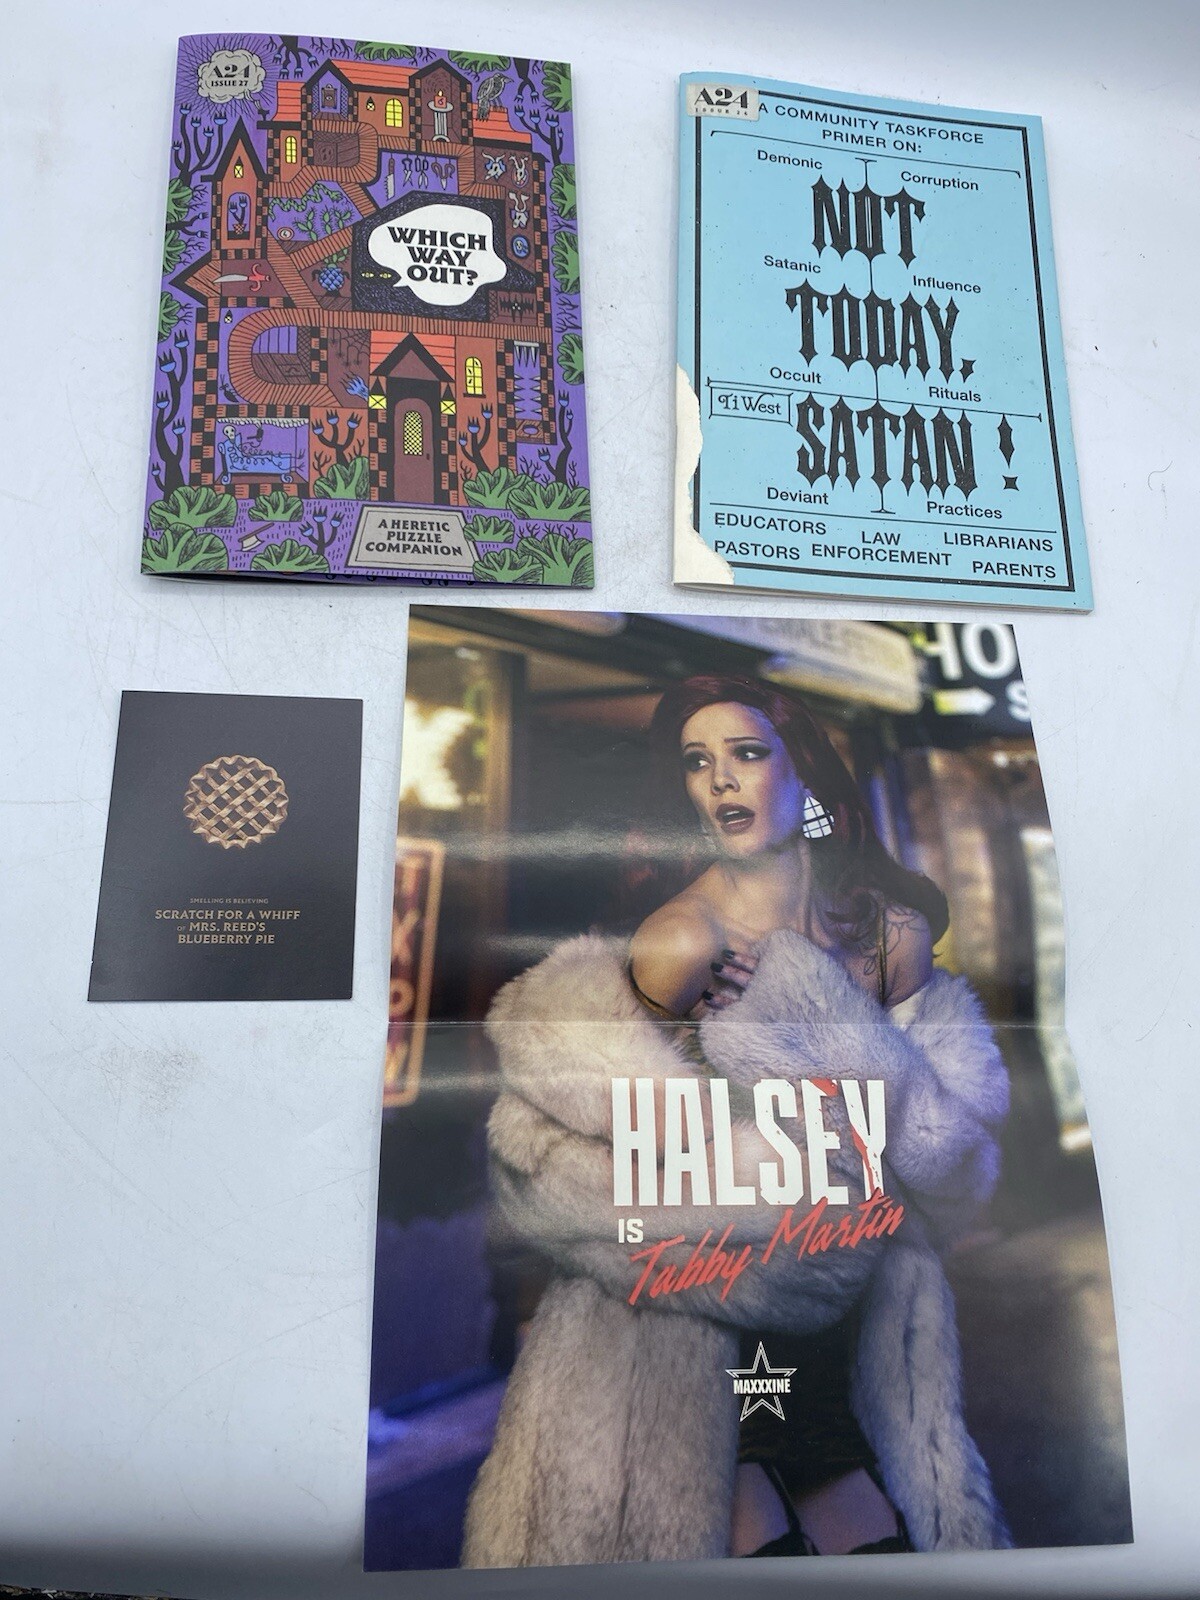 A24
ISSUE 27
WHICH
WAY
OUT?
A HERETIC
PUZZLE
COMPANION
A24
A COMMUNITY TASKFORCE
PRIMER ON:
Demonic
Corruption
NOT
Satanic
Influence
TODAY,
Occult
Rituals
Ti West
SATAN!
Deviant
Practices
EDUCATORS LAW LIBRARIANS
PASTORS ENFORCEMENT PARENTS
SMELLING IS BELIEVING
SCRATCH FOR A WHIFF
OF MRS. REED'S
BLUEBERRY PIE
HO
S
HALSEY
IS
Tabby Martin
MAXXXINE